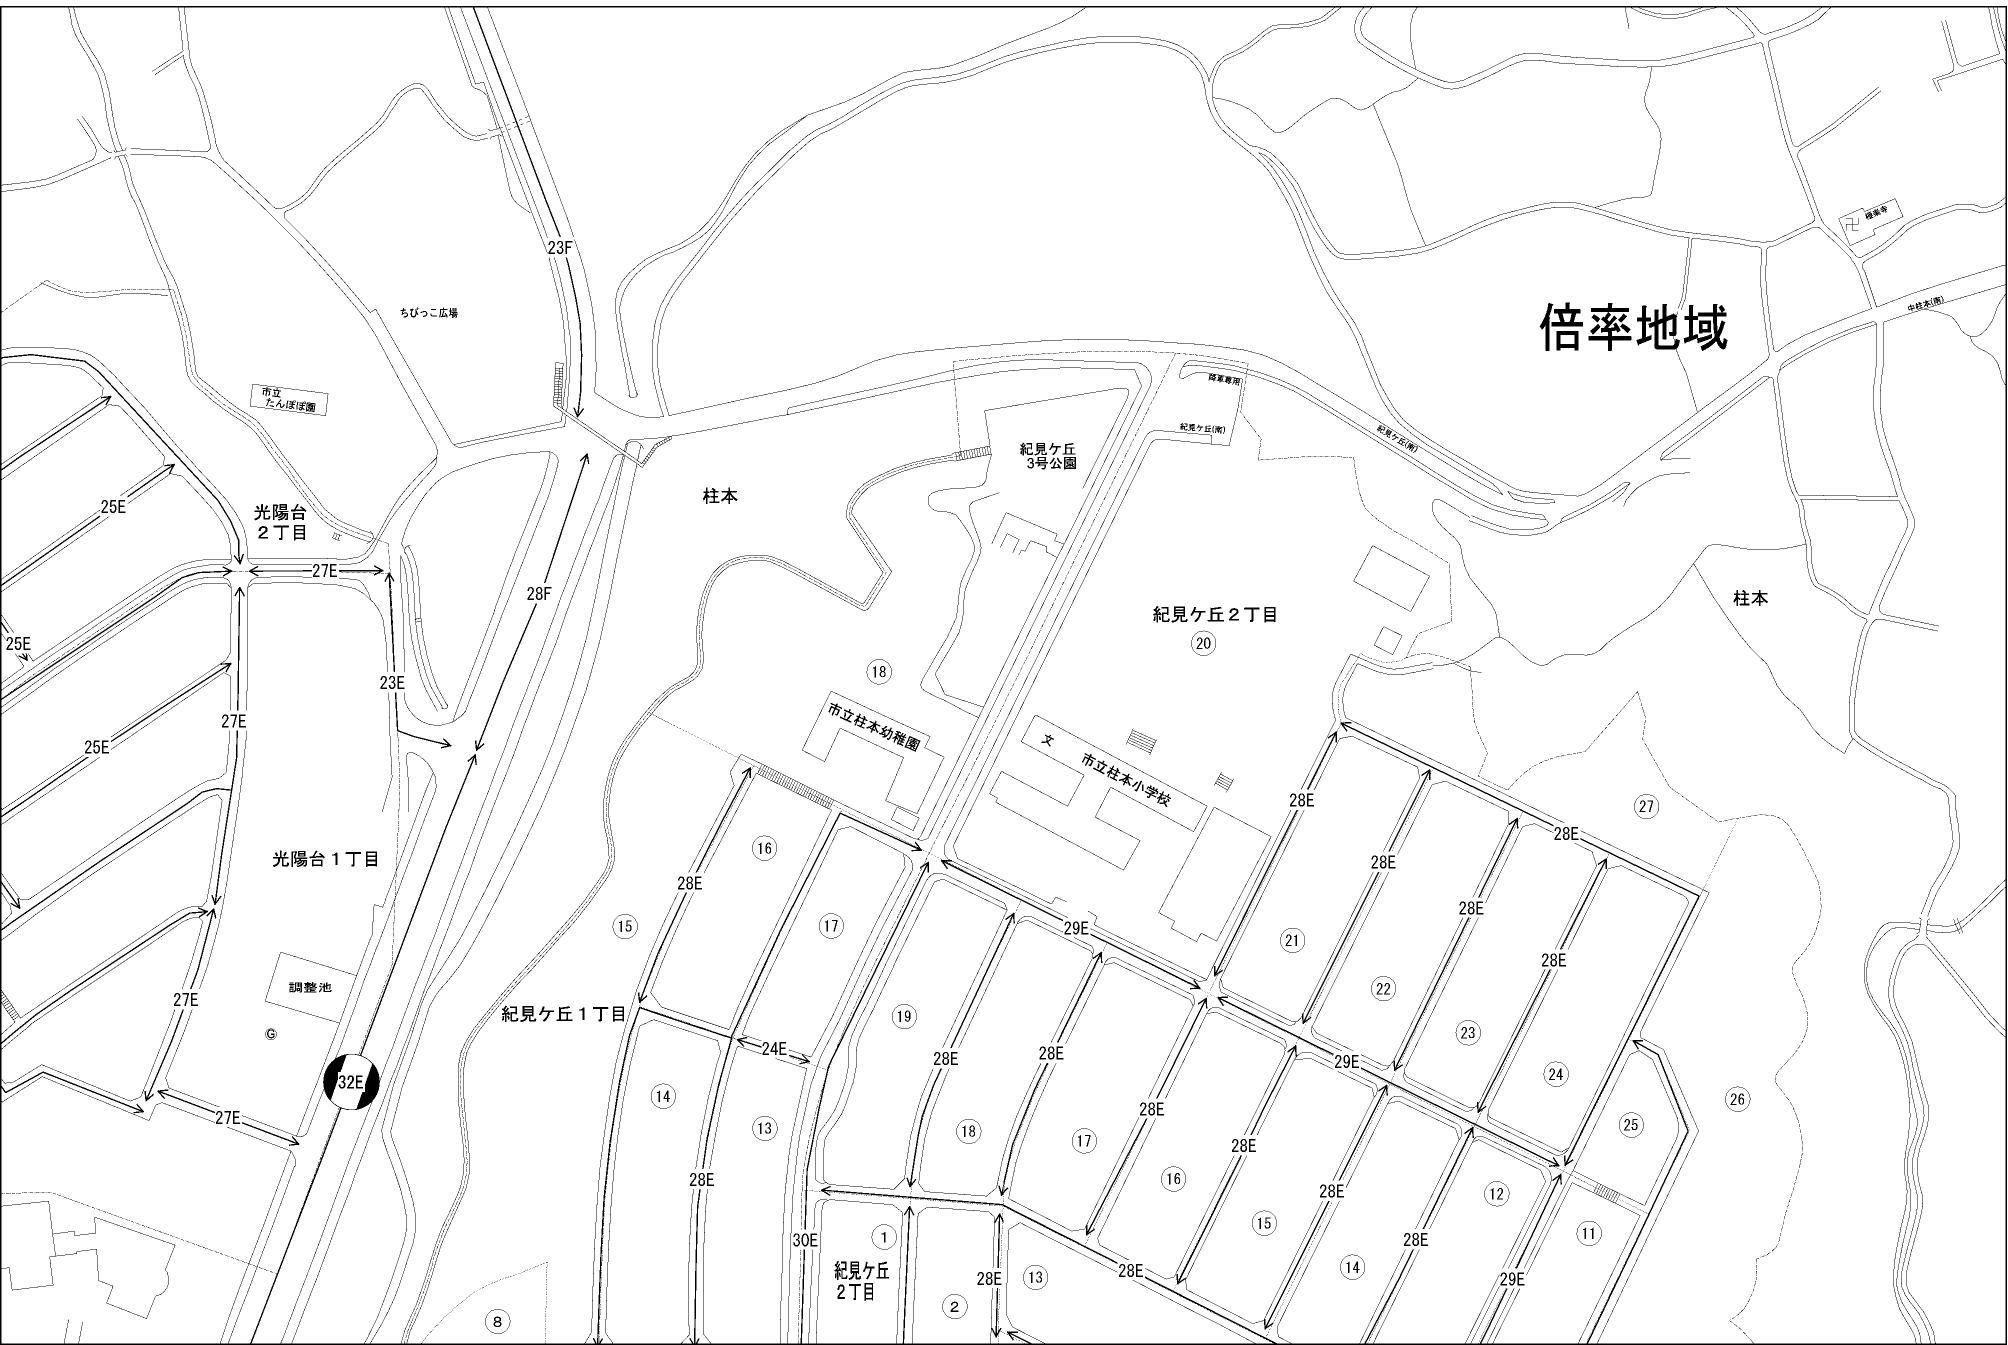 23F
極楽寺
倍率地域
中柱本(南)
ちびっこ広場
市立
たんぽぽ園
降車専用
紀見ケ丘(南)
紀見ケ丘(南)
紀見ケ丘
3号公園
柱本
25E
光陽台
２丁目
27E
28F
柱本
紀見ケ丘２丁目
20
25E
18
23E
27E
市立柱本幼稚園
文
市立柱本小学校
25E
28E
27
28E
光陽台１丁目
16
28E
28E
28E
15
17
29E
21
28E
28E
27E
調整池
紀見ケ丘１丁目
19
22
23
G
24E
28E
28E
29E
24
32E
14
13
28E
26
27E
18
17
28E
25
28E
16
28E
12
30E
1
15
28E
11
紀見ケ丘
２丁目
28E
13
28E
14
29E
2
8